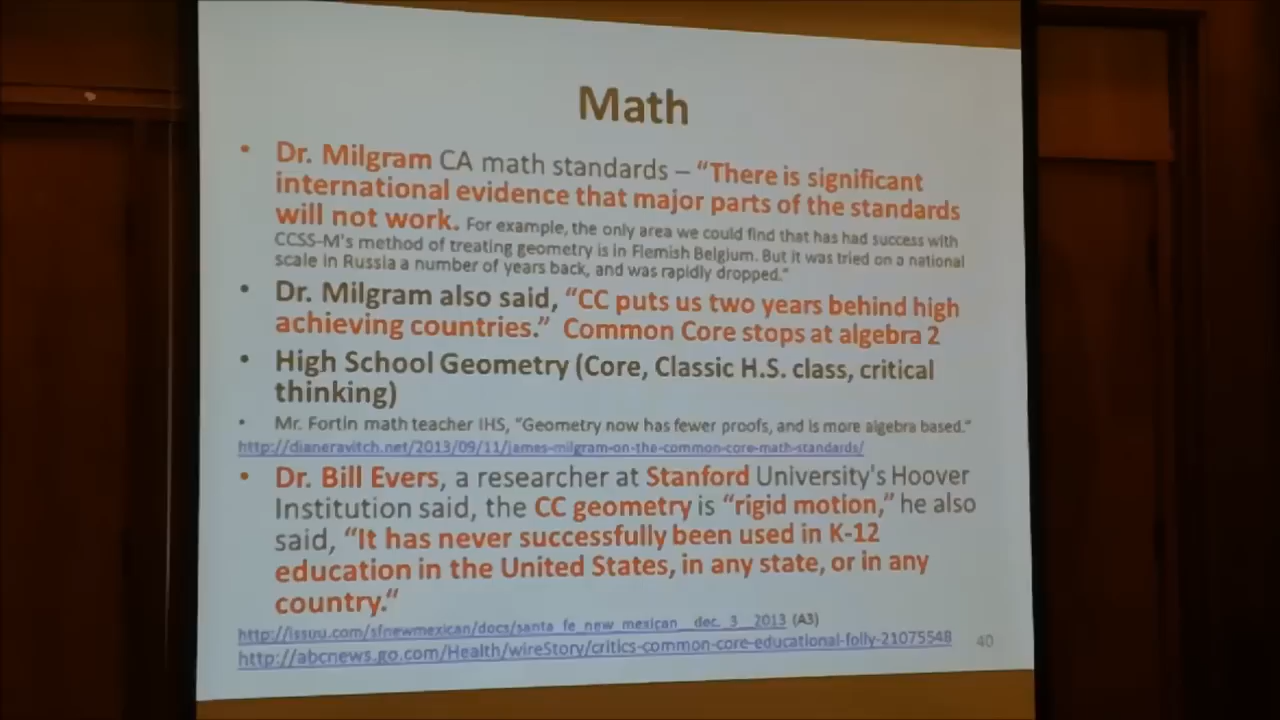 Math
• Dr. Milgram CA math standards – “There is significant
international evidence that major parts of the standards
will not work. For example, the only area we could find that has had success with
CCSS-M's method of treating geometry is in Flemish Belgium. But it was tried on a national
scale in Russia a number of years back, and was rapidly dropped.“
• Dr. Milgram also said, “CC puts us two years behind high
achieving countries.” Common Core stops at algebra 2
• High School Geometry (Core, Classic H.S. class, critical
thinking)
• Mr. Fortin math teacher IHS, “Geometry now has fewer proofs, and is more algebra based.”
http://dianeravitch.net/2013/09/11/james-milgram-on-the-common-core-math-standards/
• Dr. Bill Evers, a researcher at Stanford University's Hoover
Institution said, the CC geometry is “rigid motion,” he also
said, “It has never successfully been used in K-12
education in the United States, in any state, or in any
country.“
http://issuu.com/sfnewmexican/docs/santa_fe_new_mexican__dec._3__2013 (A3)
http://abcnews.go.com/Health/wireStory/critics-common-core-educational-folly-21075548
40